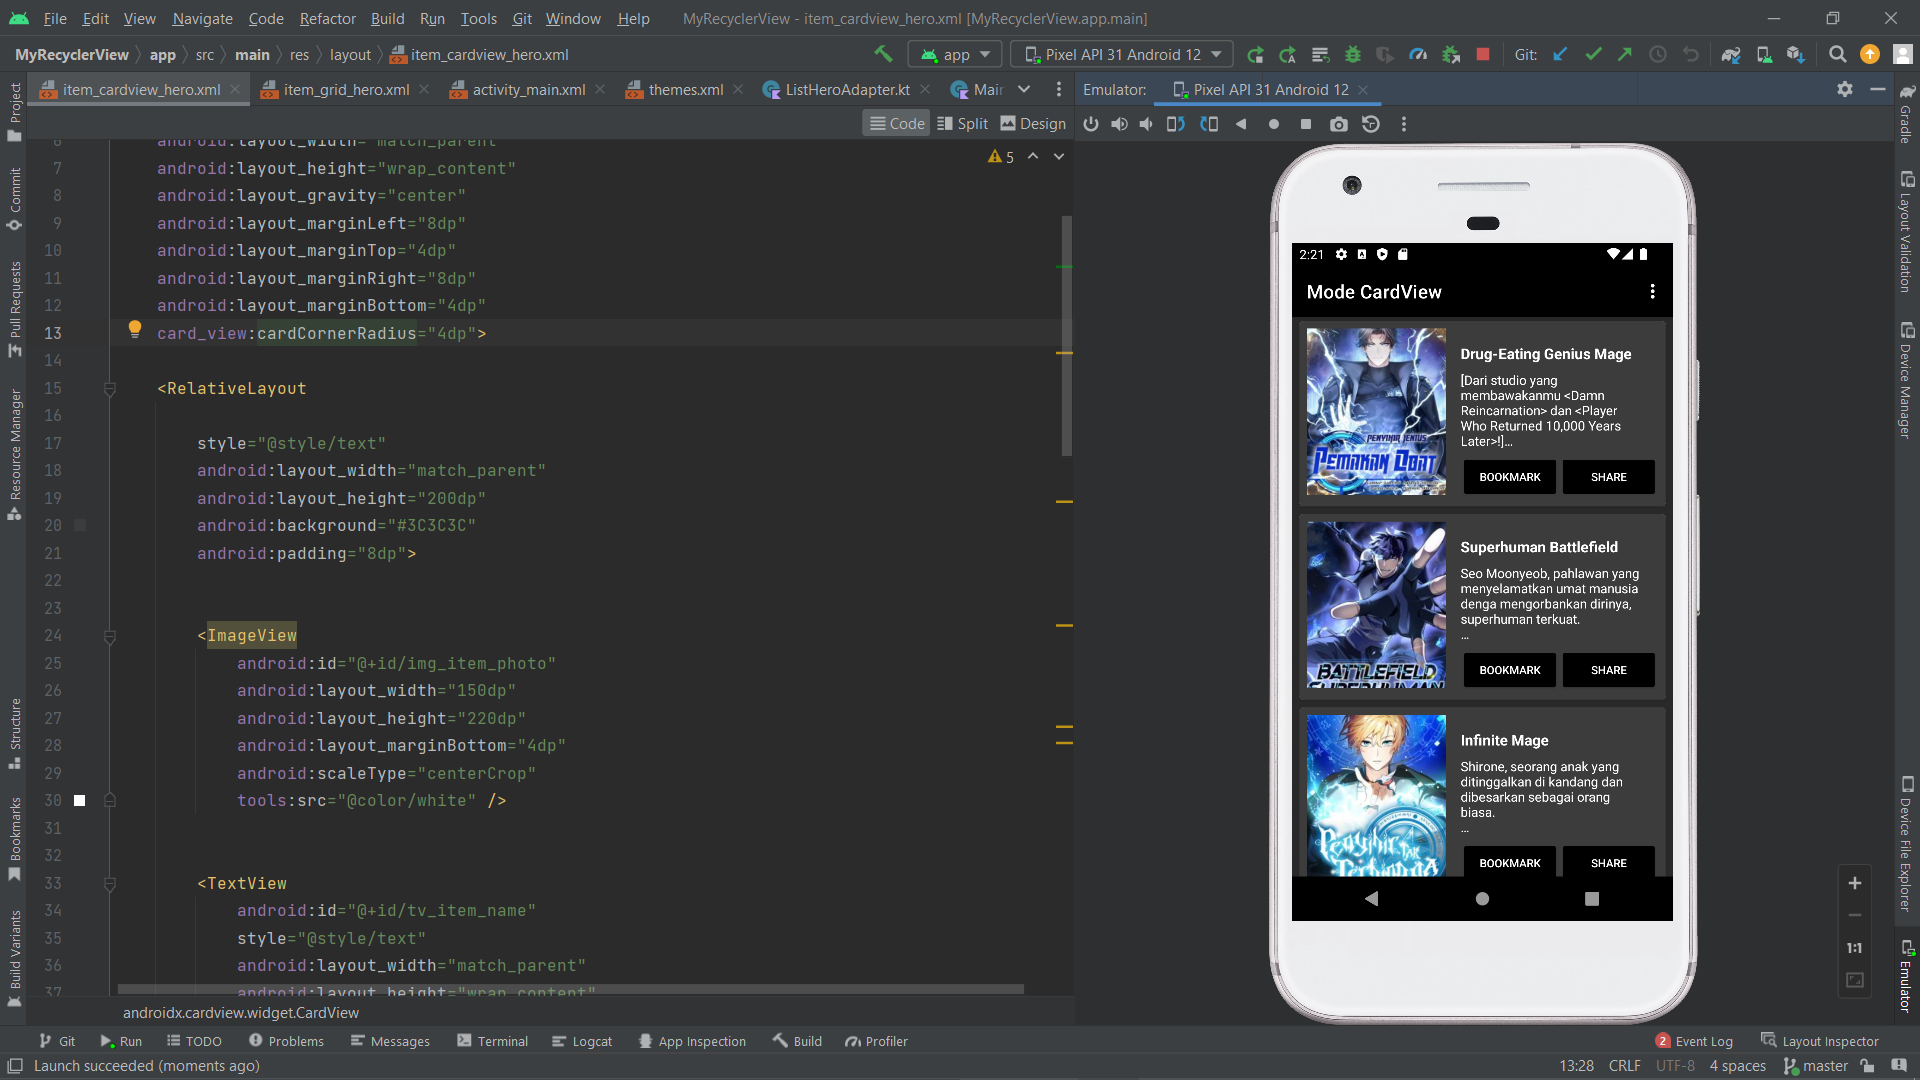 File Edit View Navigate Code Refactor Build Run Tools Git Window Help MyRecyclerView - item_cardview_hero.xml [MyRecyclerView.app.main]
MyRecyclerView app src main res layout item_cardview_hero.xml app Pixel API 31 Android 12 Git:
item_cardview_hero.xml item_grid_hero.xml activity_main.xml themes.xml ListHeroAdapter.kt Mair
Code Split Design
5
6 android:layout_width="match_parent"
7 android:layout_height="wrap_content"
8 android:layout_gravity="center"
9 android:layout_marginLeft="8dp"
10 android:layout_marginTop="4dp"
11 android:layout_marginRight="8dp"
12 android:layout_marginBottom="4dp"
13 card_view:cardCornerRadius="4dp">
14
15 <RelativeLayout
16
17 style="@style/text"
18 android:layout_width="match_parent"
19 android:layout_height="200dp"
20 android:background="#3C3C3C"
21 android:padding="8dp">
22
23
24 <ImageView
25 android:id="@+id/img_item_photo"
26 android:layout_width="150dp"
27 android:layout_height="220dp"
28 android:layout_marginBottom="4dp"
29 android:scaleType="centerCrop"
30 tools:src="@color/white" />
31
32
33 <TextView
34 android:id="@+id/tv_item_name"
35 style="@style/text"
36 android:layout_width="match_parent"
37 android:layout_height="wrap_content"
androidx.cardview.widget.CardView
Project
Commit
Pull Requests
Resource Manager
Structure
Bookmarks
Build Variants
Emulator: Pixel API 31 Android 12
2:21
Mode CardView
PENYIHIR JENIUS
PEMAKAN OBAT
Drug-Eating Genius Mage
[Dari studio yang
membawakanmu <Damn
Reincarnation> dan <Player
Who Returned 10,000 Years
Later>!]...
BOOKMARK SHARE
BATTLEFIELD
SUPERHUMAN
Superhuman Battlefield
Seo Moonyeob, pahlawan yang
menyelamatkan umat manusia
denga mengorbankan dirinya,
superhuman terkuat.
...
BOOKMARK SHARE
Penyihir Tak
Terhingga
Infinite Mage
Shirone, seorang anak yang
ditinggalkan di kandang dan
dibesarkan sebagai orang
biasa.
...
BOOKMARK SHARE
1:1
Gradle
Layout Validation
Device Manager
Device File Explorer
Emulator
Git Run TODO Problems Messages Terminal Logcat App Inspection Build Profiler 2 Event Log Layout Inspector
Launch succeeded (moments ago) 13:28 CRLF UTF-8 4 spaces master